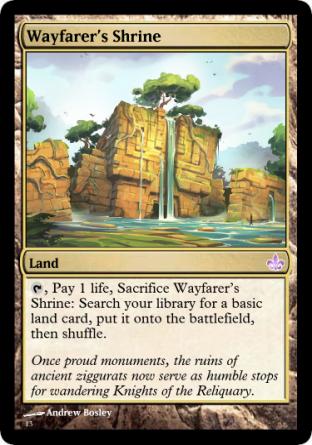 Wayfarer's Shrine
Land
, Pay 1 life, Sacrifice Wayfarer's
Shrine: Search your library for a basic
land card, put it onto the battlefield,
then shuffle.
Once proud monuments, the ruins of
ancient ziggurats now serve as humble stops
for wandering Knights of the Reliquary.
Andrew Bosley
13